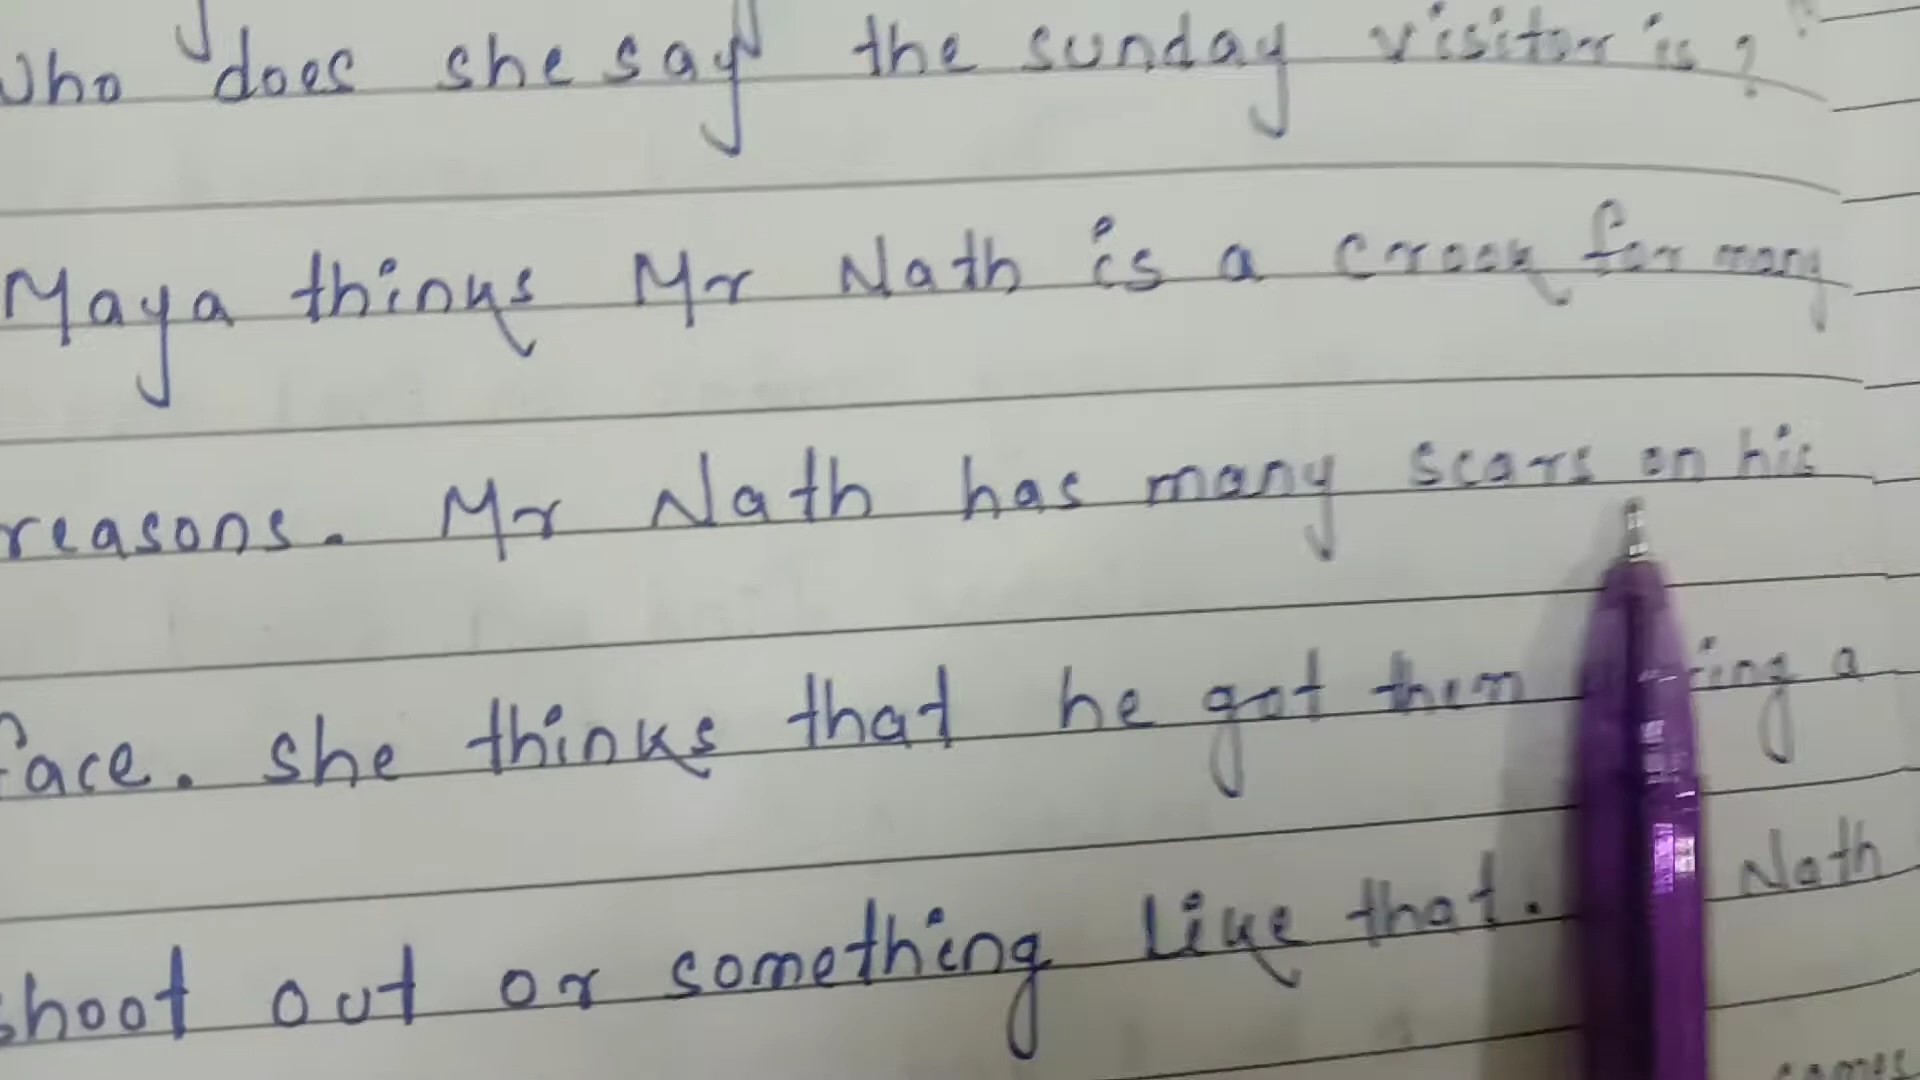 Who does she say the sunday visitor is?
Maya thinks Mr Nath is a crook for many
reasons. Mr Nath has many scars on his
face. she thinks that he got them a
shoot out or something like that. Nath